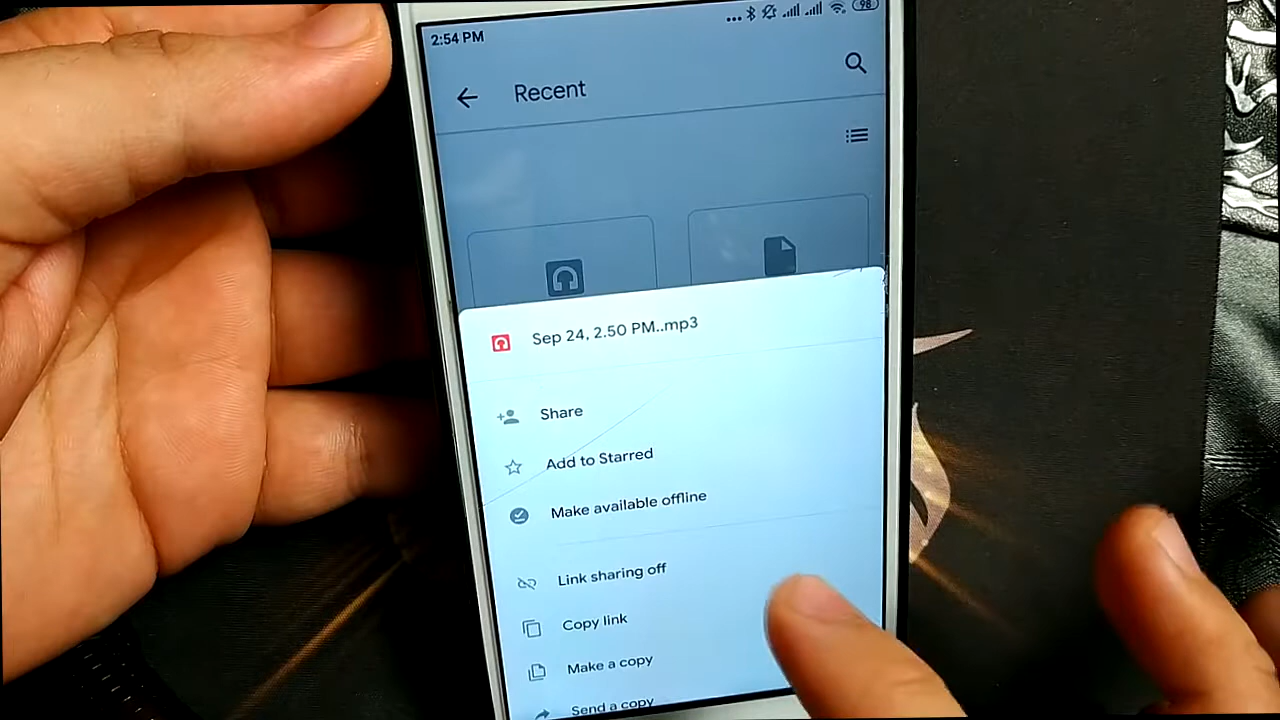 2:54 PM
98
Recent
Sep 24, 2.50 PM..mp3
Share
Add to Starred
Make available offline
Link sharing off
Copy link
Make a copy
Send a copy